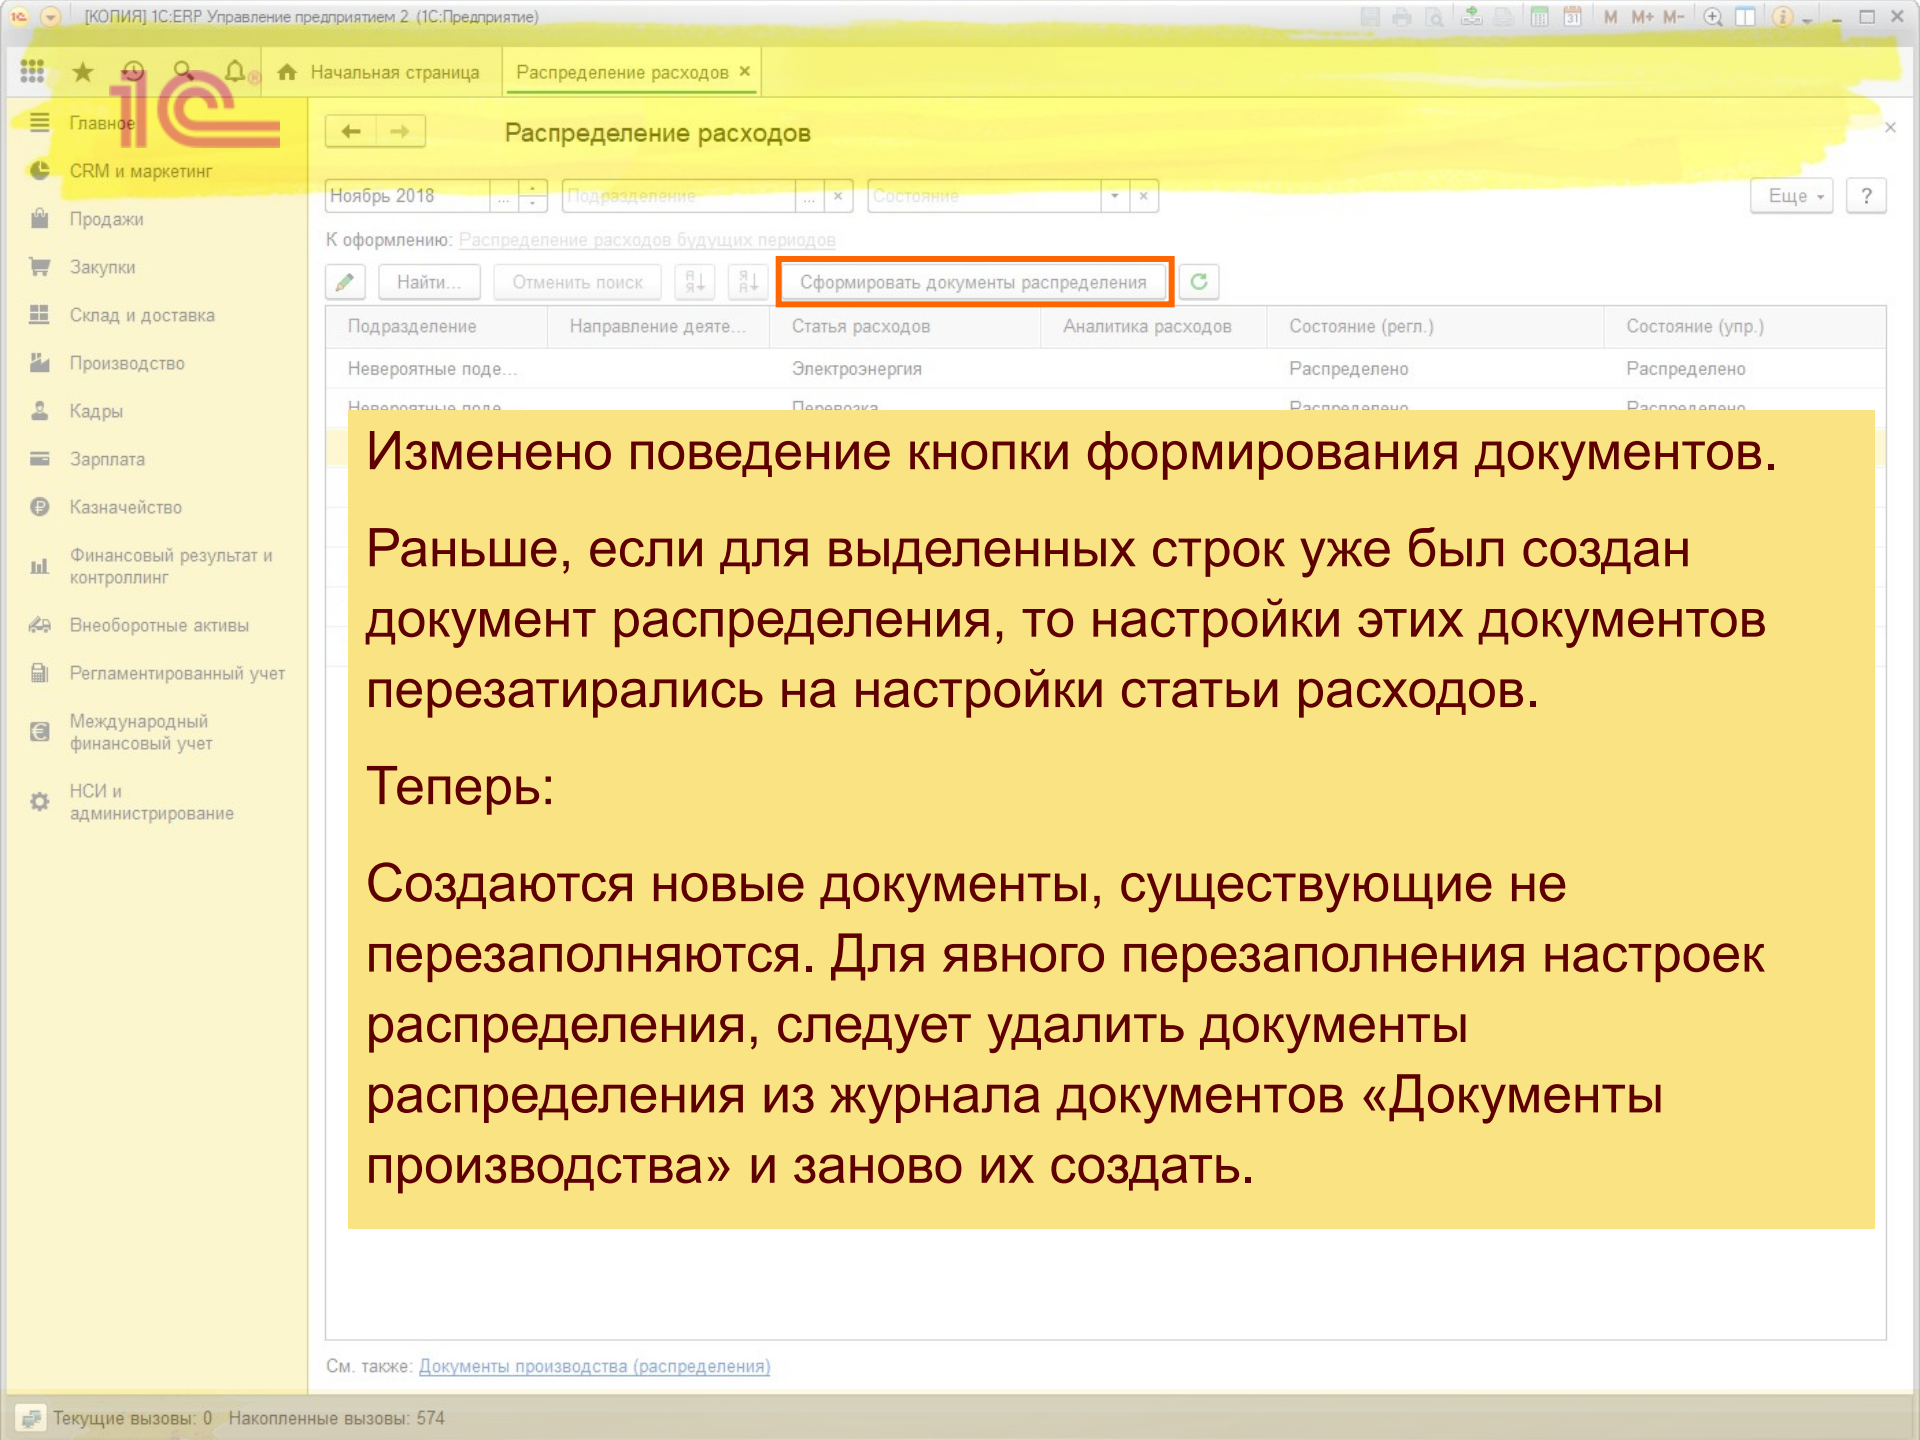 [КОПИЯ] 1С:ERP Управление предприятием 2 (1С:Предприятие)
M M+ M-
Начальная страница
Распределение расходов ×
1С
Главное
Распределение расходов
CRM и маркетинг
Ноябрь 2018 ... Подразделение ... × Состояние ×
Еще ?
Продажи
К оформлению: Распределение расходов будущих периодов
Закупки
Найти... Отменить поиск Сформировать документы распределения
Склад и доставка
Подразделение Направление деяте... Статья расходов Аналитика расходов Состояние (регл.) Состояние (упр.)
Производство
Невероятные поде... Электроэнергия Распределено Распределено
Кадры
Невероятные поде... Перевозка Распределено Распределено
Изменено поведение кнопки формирования документов.
Зарплата
Казначейство
Раньше, если для выделенных строк уже был создан
Финансовый результат и
контроллинг
документ распределения, то настройки этих документов
Внеоборотные активы
перезатирались на настройки статьи расходов.
Регламентированный учет
Международный
финансовый учет
Теперь:
НСИ и
администрирование
Создаются новые документы, существующие не
перезаполняются. Для явного перезаполнения настроек
распределения, следует удалить документы
распределения из журнала документов «Документы
производства» и заново их создать.
См. также: Документы производства (распределения)
Текущие вызовы: 0 Накопленные вызовы: 574